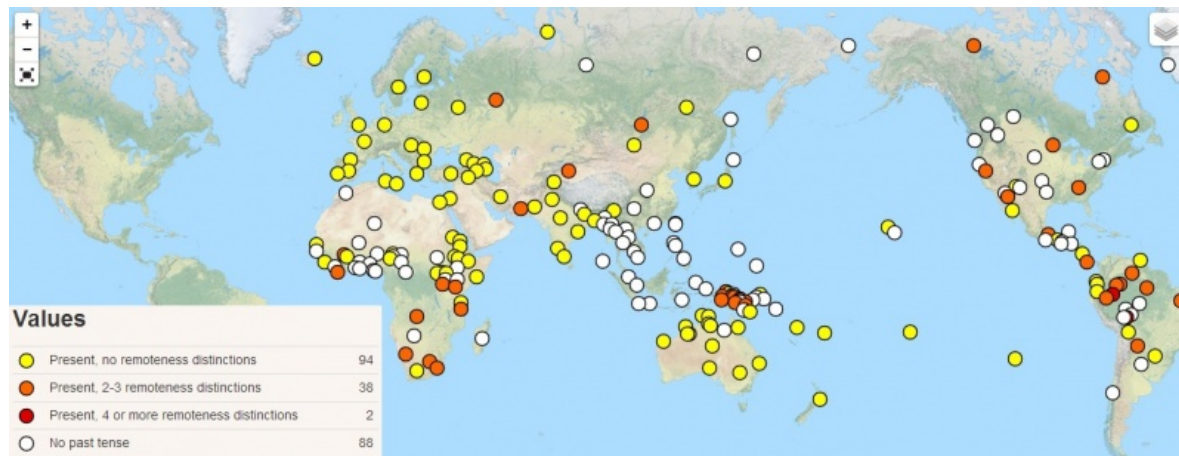 +
−
Values
Present, no remoteness distinctions 94
Present, 2-3 remoteness distinctions 38
Present, 4 or more remoteness distinctions 2
No past tense 88